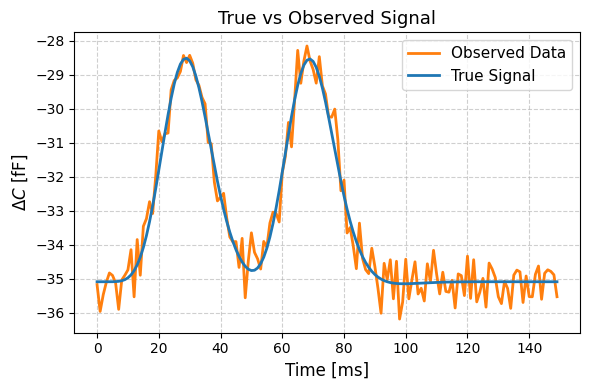 True vs Observed Signal
Observed Data
True Signal
ΔC [fF]
−28
−29
−30
−31
−32
−33
−34
−35
−36
0 20 40 60 80 100 120 140
Time [ms]